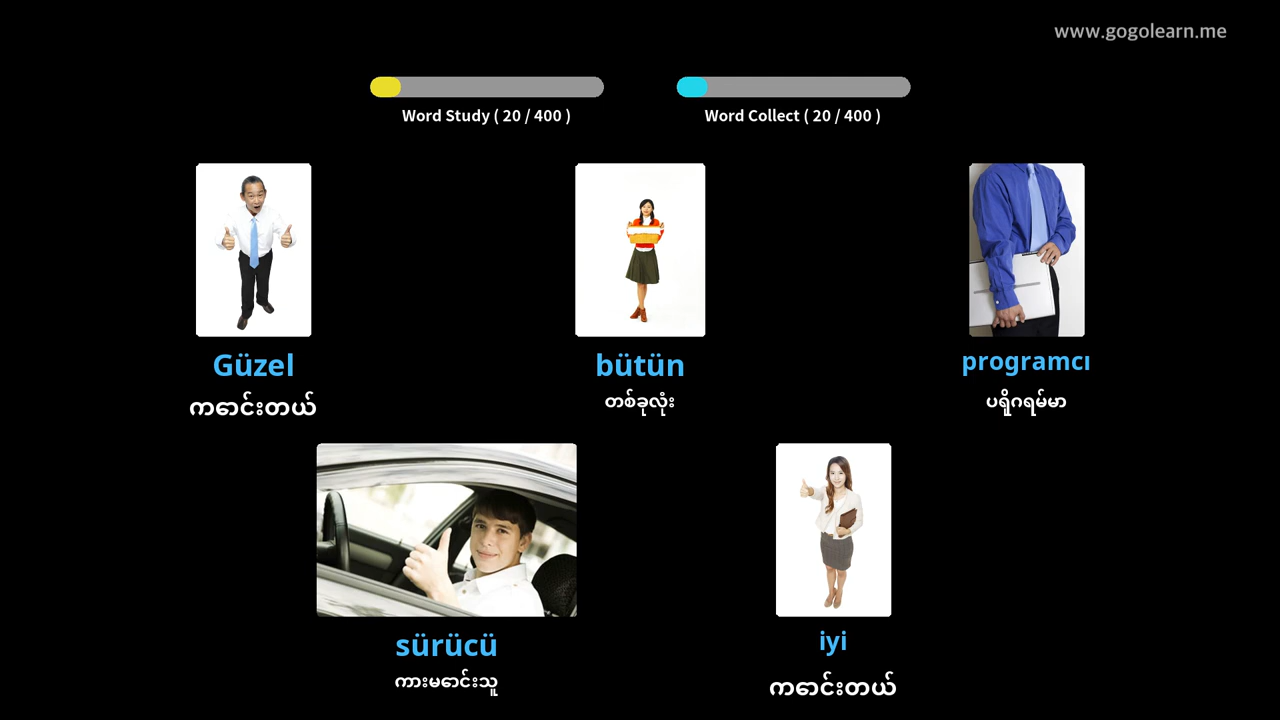 www.gogolearn.me
Word Study ( 20 / 400 )
Word Collect ( 20 / 400 )
Güzel
ကောင်းတယ်
bütün
တစ်ခုလုံး
programcı
ပရိုဂရမ်မာ
sürücü
ကားမောင်းသူ
iyi
ကောင်းတယ်